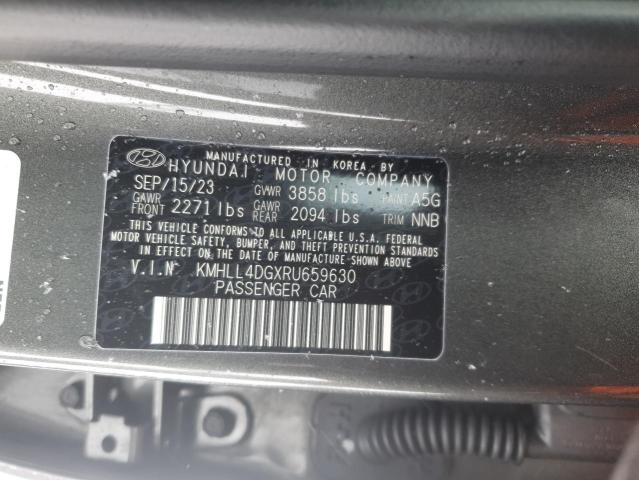 MANUFACTURED IN KOREA BY
HYUNDAI MOTOR COMPANY
SEP/15/23 GVWR 3858 lbs PAINT A5G
GAWR FRONT 2271 lbs GAWR REAR 2094 lbs TRIM NNB
THIS VEHICLE CONFORMS TO ALL APPLICABLE U.S.A. FEDERAL
MOTOR VEHICLE SAFETY, BUMPER, AND THEFT PREVENTION STANDARDS
IN EFFECT ON THE DATE OF MANUFACTURE SHOWN ABOVE.
V.I.N KMHLL4DGXRU659630
PASSENGER CAR